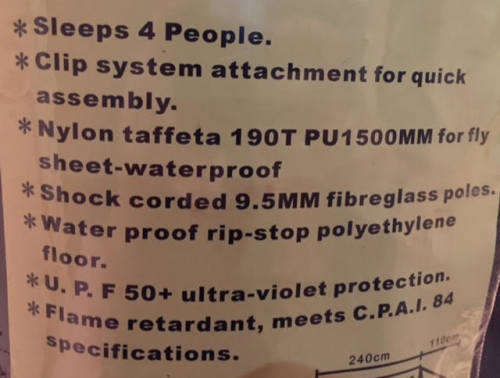 * Sleeps 4 People.
* Clip system attachment for quick
assembly.
* Nylon taffeta 190T PU1500MM for fly
sheet-waterproof
* Shock corded 9.5MM fibreglass poles.
* Water proof rip-stop polyethylene
floor.
* U. P. F 50+ ultra-violet protection.
* Flame retardant, meets C.P.A.I. 84
specifications.
240cm
110cm